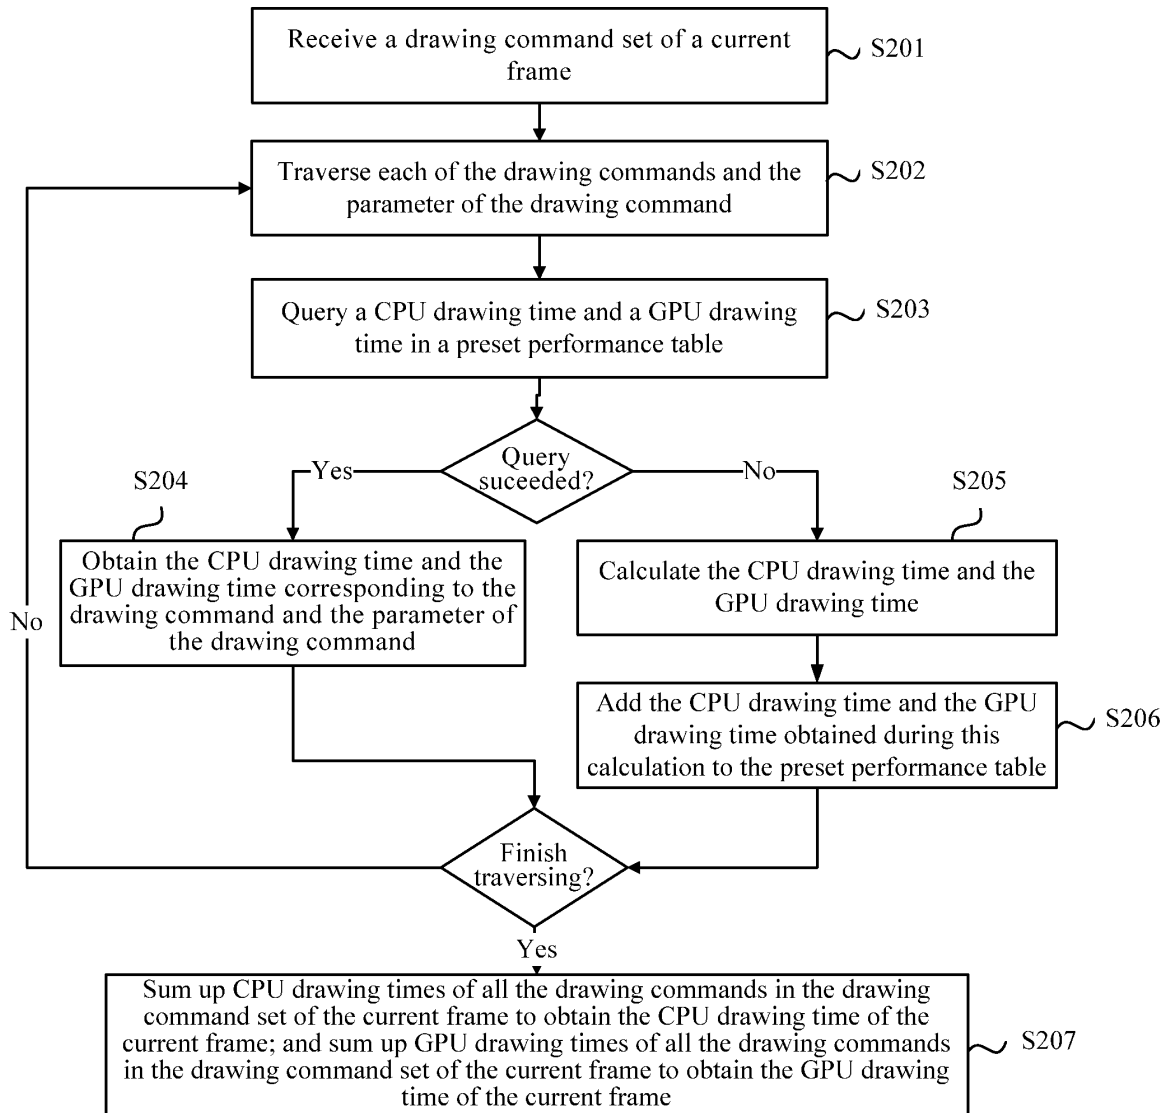 Receive a drawing command set of a current
frame
S201
Traverse each of the drawing commands and the
parameter of the drawing command
S202
Query a CPU drawing time and a GPU drawing
time in a preset performance table
S203
Query
suceeded?
Yes
No
S204
S205
Obtain the CPU drawing time and the
GPU drawing time corresponding to the
drawing command and the parameter of
the drawing command
Calculate the CPU drawing time and the
GPU drawing time
No
Add the CPU drawing time and the GPU
drawing time obtained during this
calculation to the preset performance table
S206
Finish
traversing?
Yes
Sum up CPU drawing times of all the drawing commands in the drawing
command set of the current frame to obtain the CPU drawing time of the
current frame; and sum up GPU drawing times of all the drawing commands
in the drawing command set of the current frame to obtain the GPU drawing
time of the current frame
S207